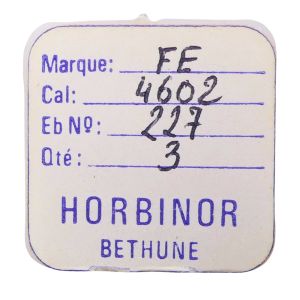 Marque: FE
Cal: 4602
Eb Nº: 227
Qté: 3
HORBINOR
BETHUNE